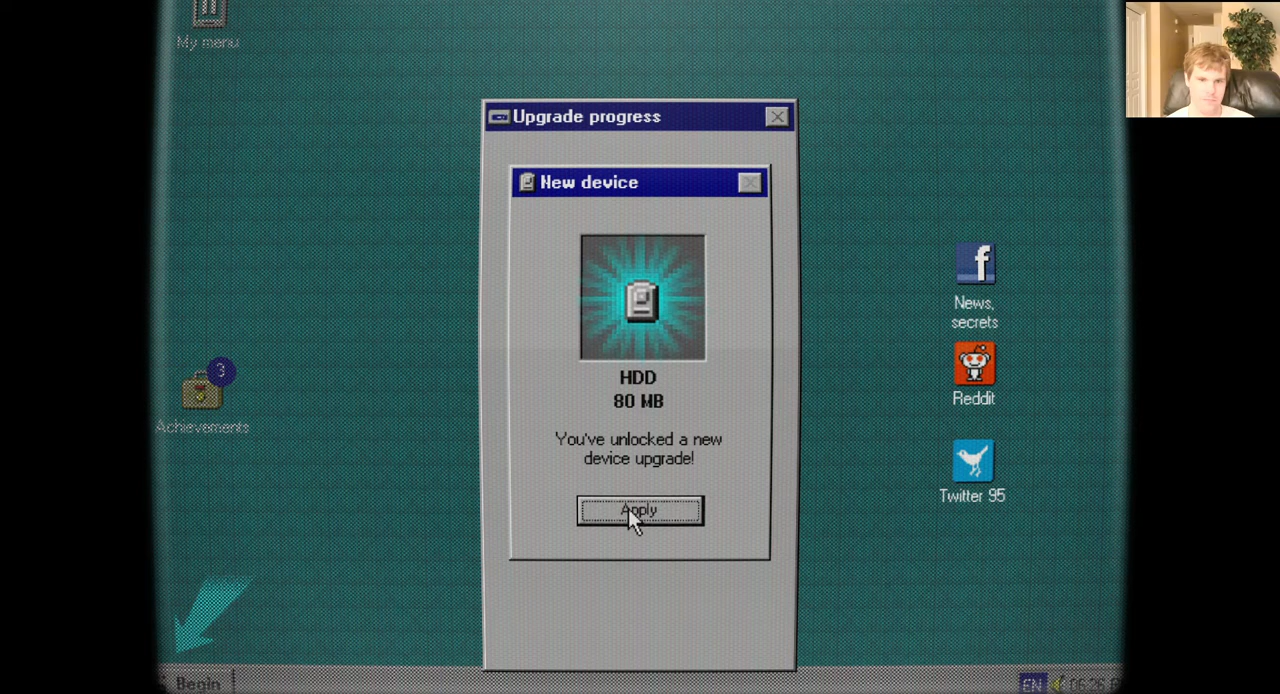 My menu
Upgrade progress
New device
HDD
80 MB
You've unlocked a new
device upgrade!
Apply
3
Achievements
News,
secrets
Reddit
Twitter 95
Begin
EN